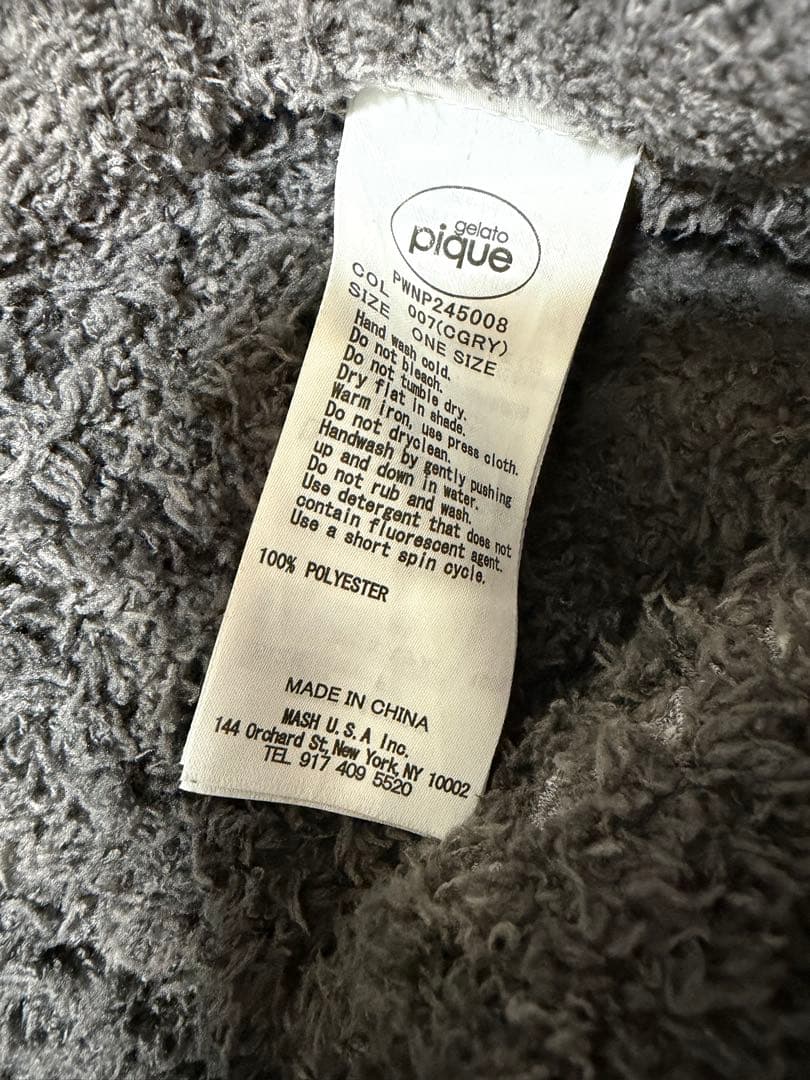 gelato
pique
PWNP245008
COL 007(CGRY)
SIZE ONE SIZE
Hand wash cold.
Do not bleach.
Do not tumble dry.
Dry flat in shade.
Warm iron, use press cloth.
Do not dryclean.
Handwash by gently pushing
up and down in water.
Do not rub and wash.
Use detergent that does not
contain fluorescent agent.
Use a short spin cycle.
100% POLYESTER
MADE IN CHINA
MASH U.S.A Inc.
144 Orchard St, New York, NY 10002
TEL 917 409 5520